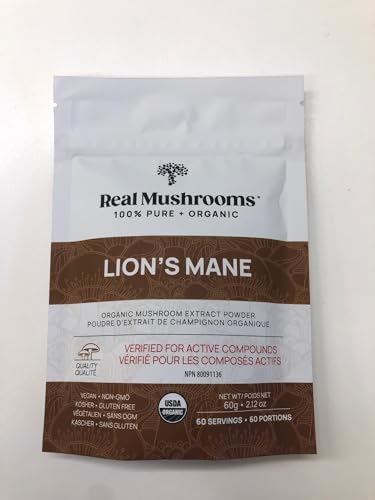 Real Mushrooms™
100% PURE + ORGANIC
LION'S MANE
ORGANIC MUSHROOM EXTRACT POWDER
POUDRE D'EXTRAIT DE CHAMPIGNON ORGANIQUE
VERIFIED FOR ACTIVE COMPOUNDS
VÉRIFIÉ POUR LES COMPOSÉS ACTIFS
QUALITY
QUALITÉ
NPN 80091136
VEGAN • NON-GMO
KOSHER • GLUTEN FREE
VÉGÉTALIEN • SANS OGM
KASCHER • SANS GLUTEN
USDA
ORGANIC
NET WT/ POIDS NET
60g • 2.12 oz
60 SERVINGS • 60 PORTIONS